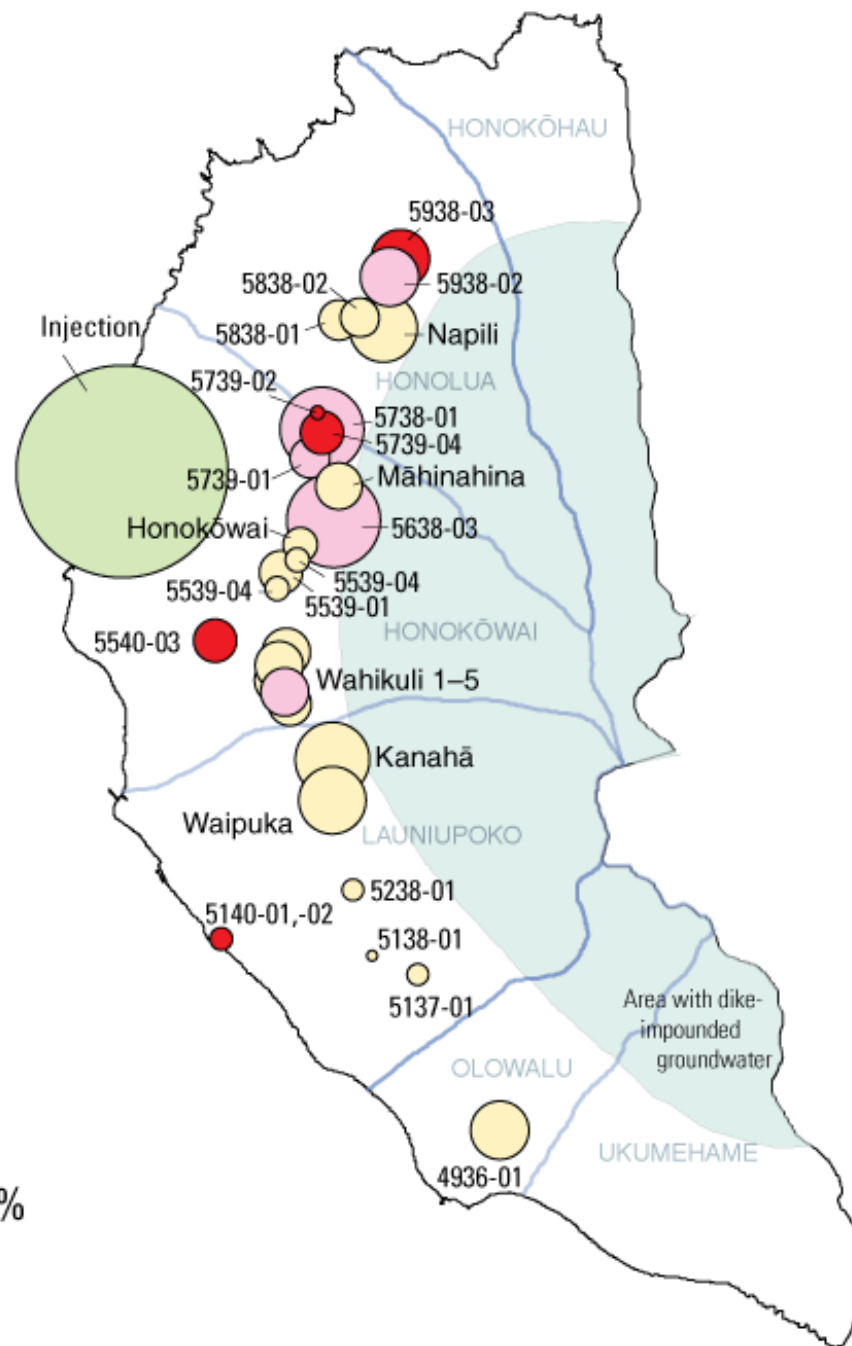 HONOKŌHAU
5938-03
5838-02
5938-02
Injection
5838-01
Napili
5739-02
HONOLUA
5738-01
5739-04
5739-01
Māhinahina
Honokōwai
5638-03
5539-04
5539-04
5539-01
5540-03
HONOKŌWAI
Wahikuli 1–5
Kanahā
Waipuka
LAUNIUPOKO
5238-01
5140-01,-02
5138-01
5137-01
Area with dike-
impounded
groundwater
OLOWALU
UKUMEHAME
4936-01
%